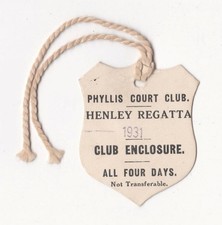 PHYLLIS COURT CLUB.
HENLEY REGATTA
1931
CLUB ENCLOSURE.
ALL FOUR DAYS.
Not Transferable.